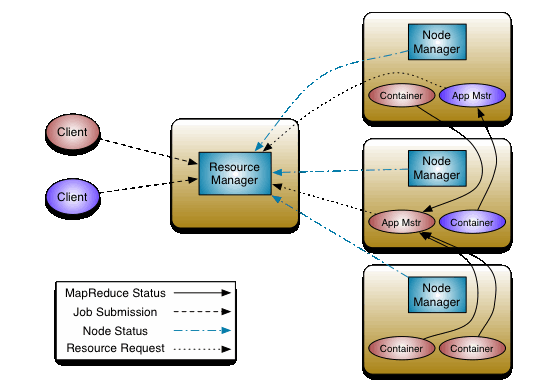 Node
Manager
Container
App Mstr
Client
Resource
Manager
Node
Manager
Client
App Mstr
Container
Node
Manager
Container
Container
MapReduce Status
Job Submission
Node Status
Resource Request